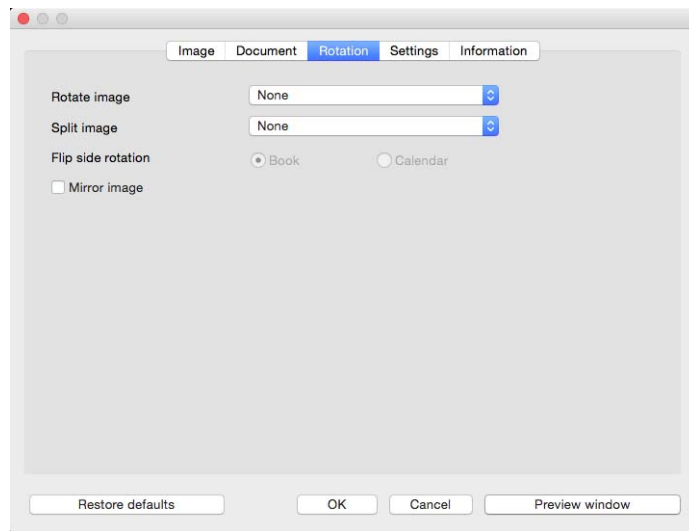 Image Document Rotation Settings Information
Rotate image None
Split image None
Flip side rotation Book Calendar
Mirror image
Restore defaults OK Cancel Preview window